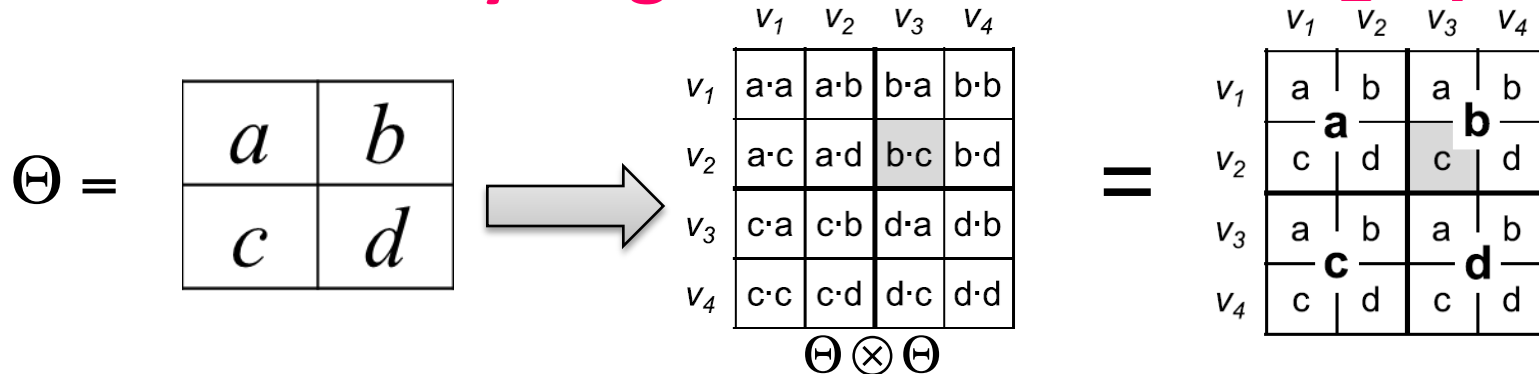 v₁ v₂ v₃ v₄
v₁ a·a a·b b·a b·b
v₂ a·c a·d b·c b·d
v₃ c·a c·b d·a d·b
v₄ c·c c·d d·c d·d
Θ ⊗ Θ
Θ =
a b
c d
=
v₁ v₂ v₃ v₄
v₁ a b a b
a b
v₂ c d c d
v₃ a b a b
c d
v₄ c d c d